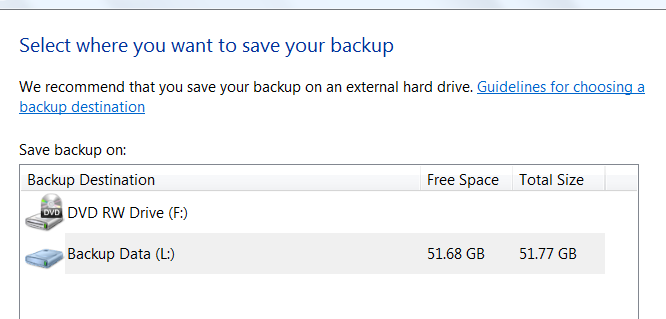 Select where you want to save your backup
We recommend that you save your backup on an external hard drive. Guidelines for choosing a
backup destination
Save backup on:
Backup Destination Free Space Total Size
DVD
DVD RW Drive (F:)
Backup Data (L:) 51.68 GB 51.77 GB